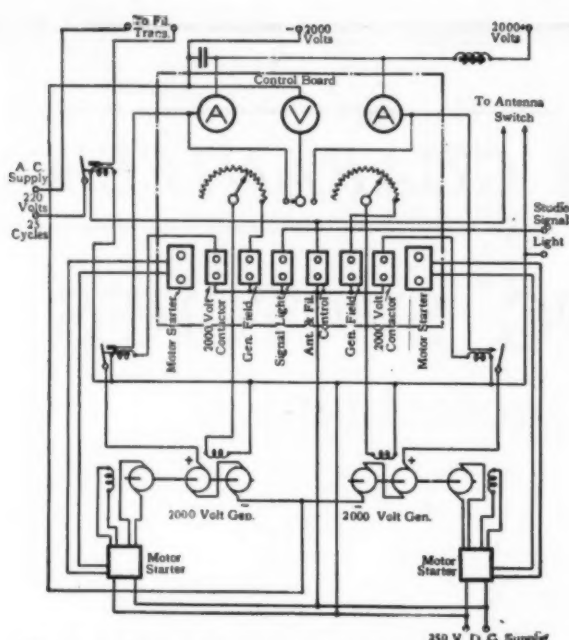 To Fil.
Trans.
- 2000
Volts
2000 +
Volts
Control Board
A
V
A
To Antenna
Switch
A. C.
Supply
220
Volts
25
Cycles
Studio
Signal
Light
Motor Starter
2000 Volt
Contactor
Gen. Field
Signal Light
Ant. & Fil.
Control
Gen. Field
2000 Volt
Contactor
Motor Starter
+
+
-
-
2000 Volt Gen.
2000 Volt Gen.
Motor
Starter
Motor
Starter
250 V. D. C. Supply